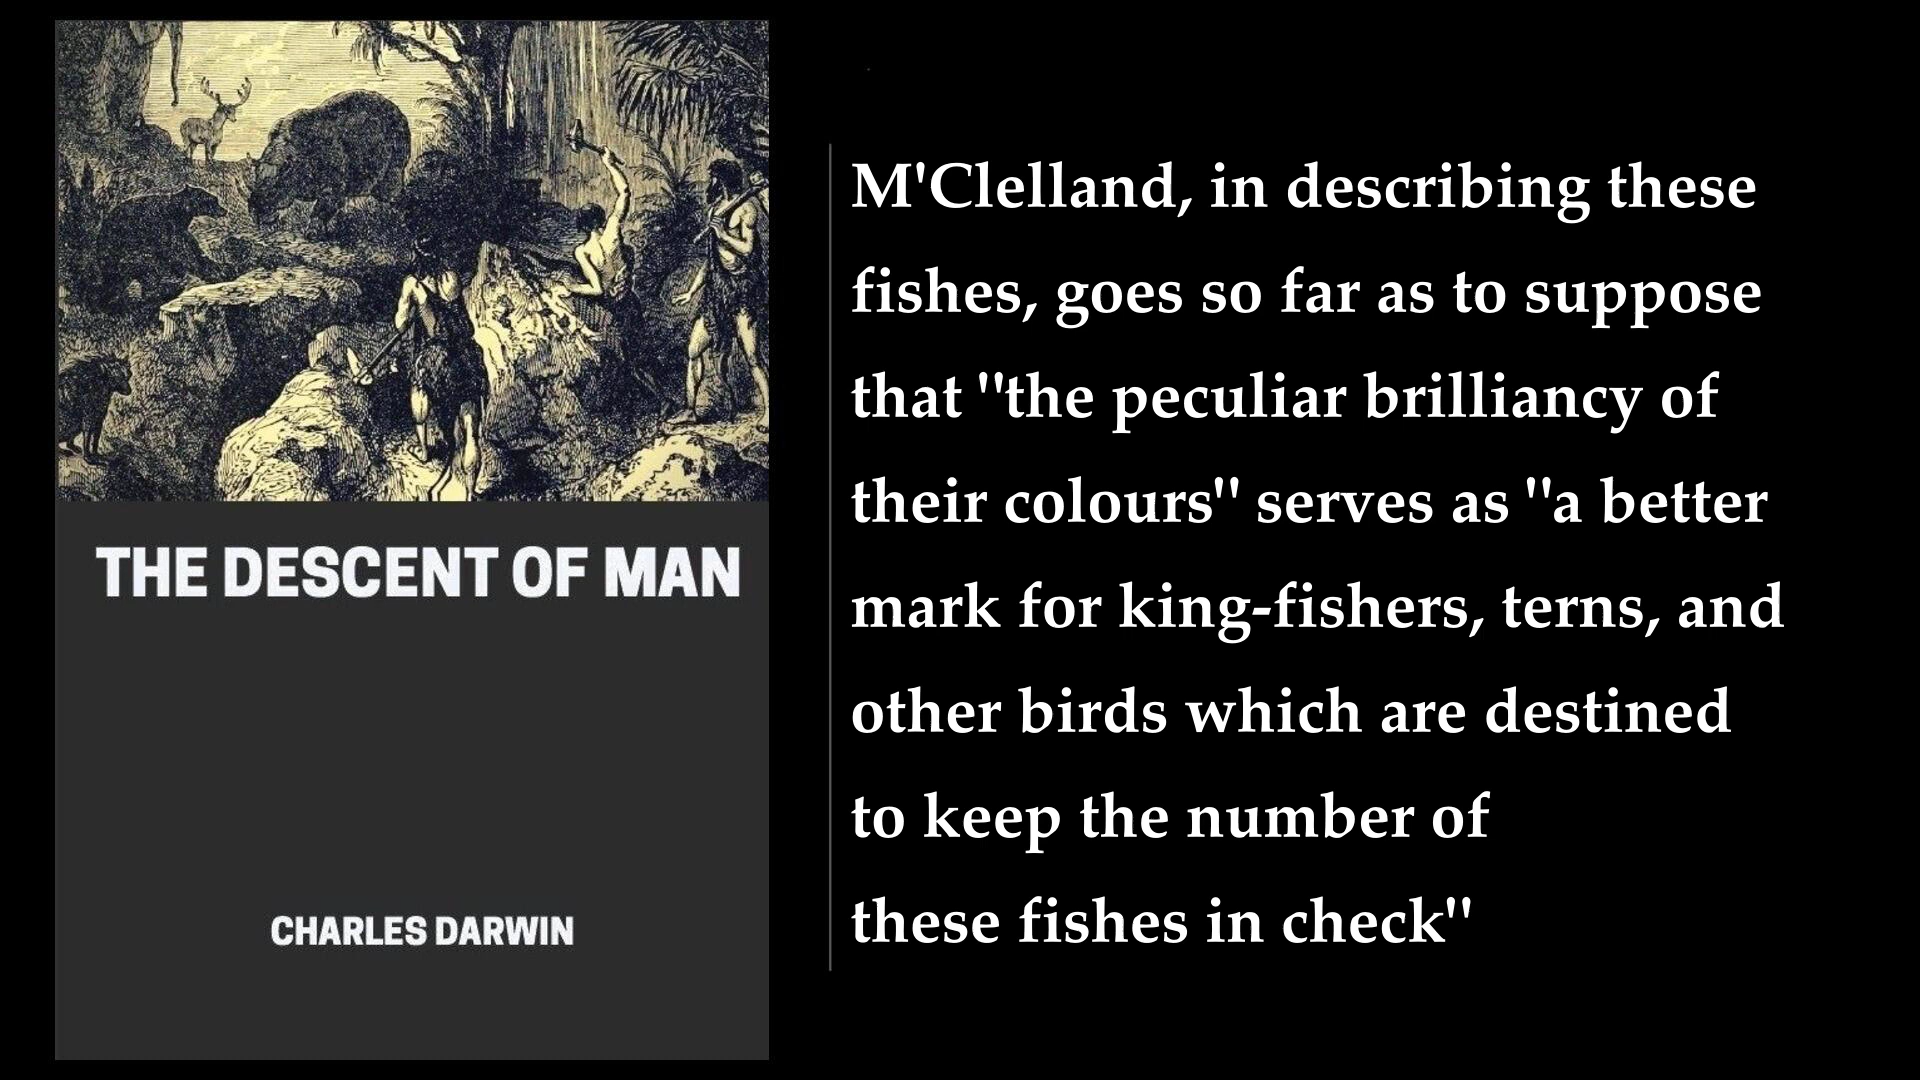 THE DESCENT OF MAN
CHARLES DARWIN
M'Clelland, in describing these
fishes, goes so far as to suppose
that "the peculiar brilliancy of
their colours" serves as "a better
mark for king-fishers, terns, and
other birds which are destined
to keep the number of
these fishes in check"